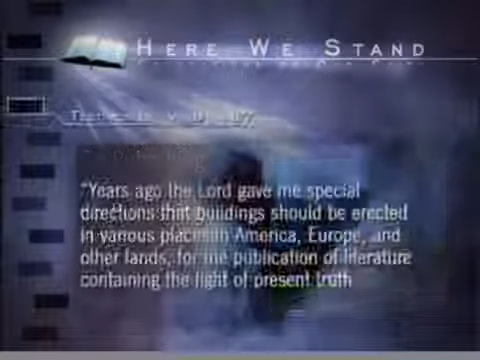 HERE WE STAND
"Years ago the Lord gave me special
directions that buildings should be erected
in various places in America, Europe, and
other lands, for the publication of literature
containing the light of present truth